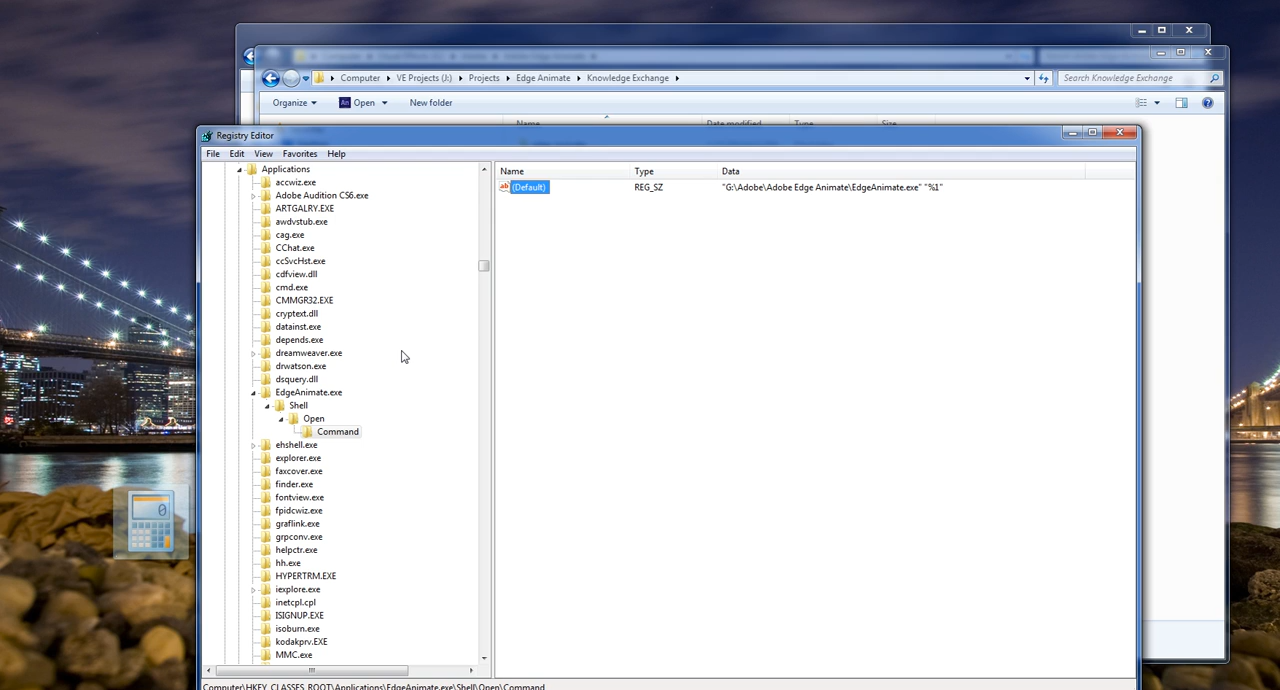 Computer ▸ VE Projects (J:) ▸ Projects ▸ Edge Animate ▸ Knowledge Exchange ▸
Search Knowledge Exchange
Organize An Open New folder
Name Date modified Type Size
Registry Editor
File Edit View Favorites Help
Name Type Data
(Default) REG_SZ "G:\Adobe\Adobe Edge Animate\EdgeAnimate.exe" "%1"
Applications
accwiz.exe
Adobe Audition CS6.exe
ARTGALRY.EXE
awdvstub.exe
cag.exe
CChat.exe
ccSvcHst.exe
cdfview.dll
cmd.exe
CMMGR32.EXE
cryptext.dll
datainst.exe
depends.exe
dreamweaver.exe
drwatson.exe
dsquery.dll
EdgeAnimate.exe
Shell
Open
Command
ehshell.exe
explorer.exe
faxcover.exe
finder.exe
fontview.exe
fpidcwiz.exe
graflink.exe
grpconv.exe
helpctr.exe
hh.exe
HYPERTRM.EXE
iexplore.exe
inetcpl.cpl
ISIGNUP.EXE
isoburn.exe
kodakprv.EXE
MMC.exe
Computer\HKEY_CLASSES_ROOT\Applications\EdgeAnimate.exe\Shell\Open\Command
0